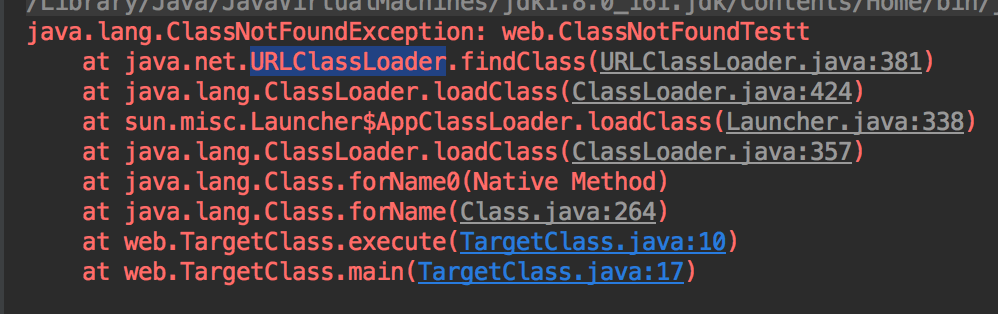 /Library/Java/JavaVirtualMachines/jdk1.8.0_161.jdk/Contents/Home/bin/
java.lang.ClassNotFoundException: web.ClassNotFoundTestt
at java.net.URLClassLoader.findClass(URLClassLoader.java:381)
at java.lang.ClassLoader.loadClass(ClassLoader.java:424)
at sun.misc.Launcher$AppClassLoader.loadClass(Launcher.java:338)
at java.lang.ClassLoader.loadClass(ClassLoader.java:357)
at java.lang.Class.forName0(Native Method)
at java.lang.Class.forName(Class.java:264)
at web.TargetClass.execute(TargetClass.java:10)
at web.TargetClass.main(TargetClass.java:17)